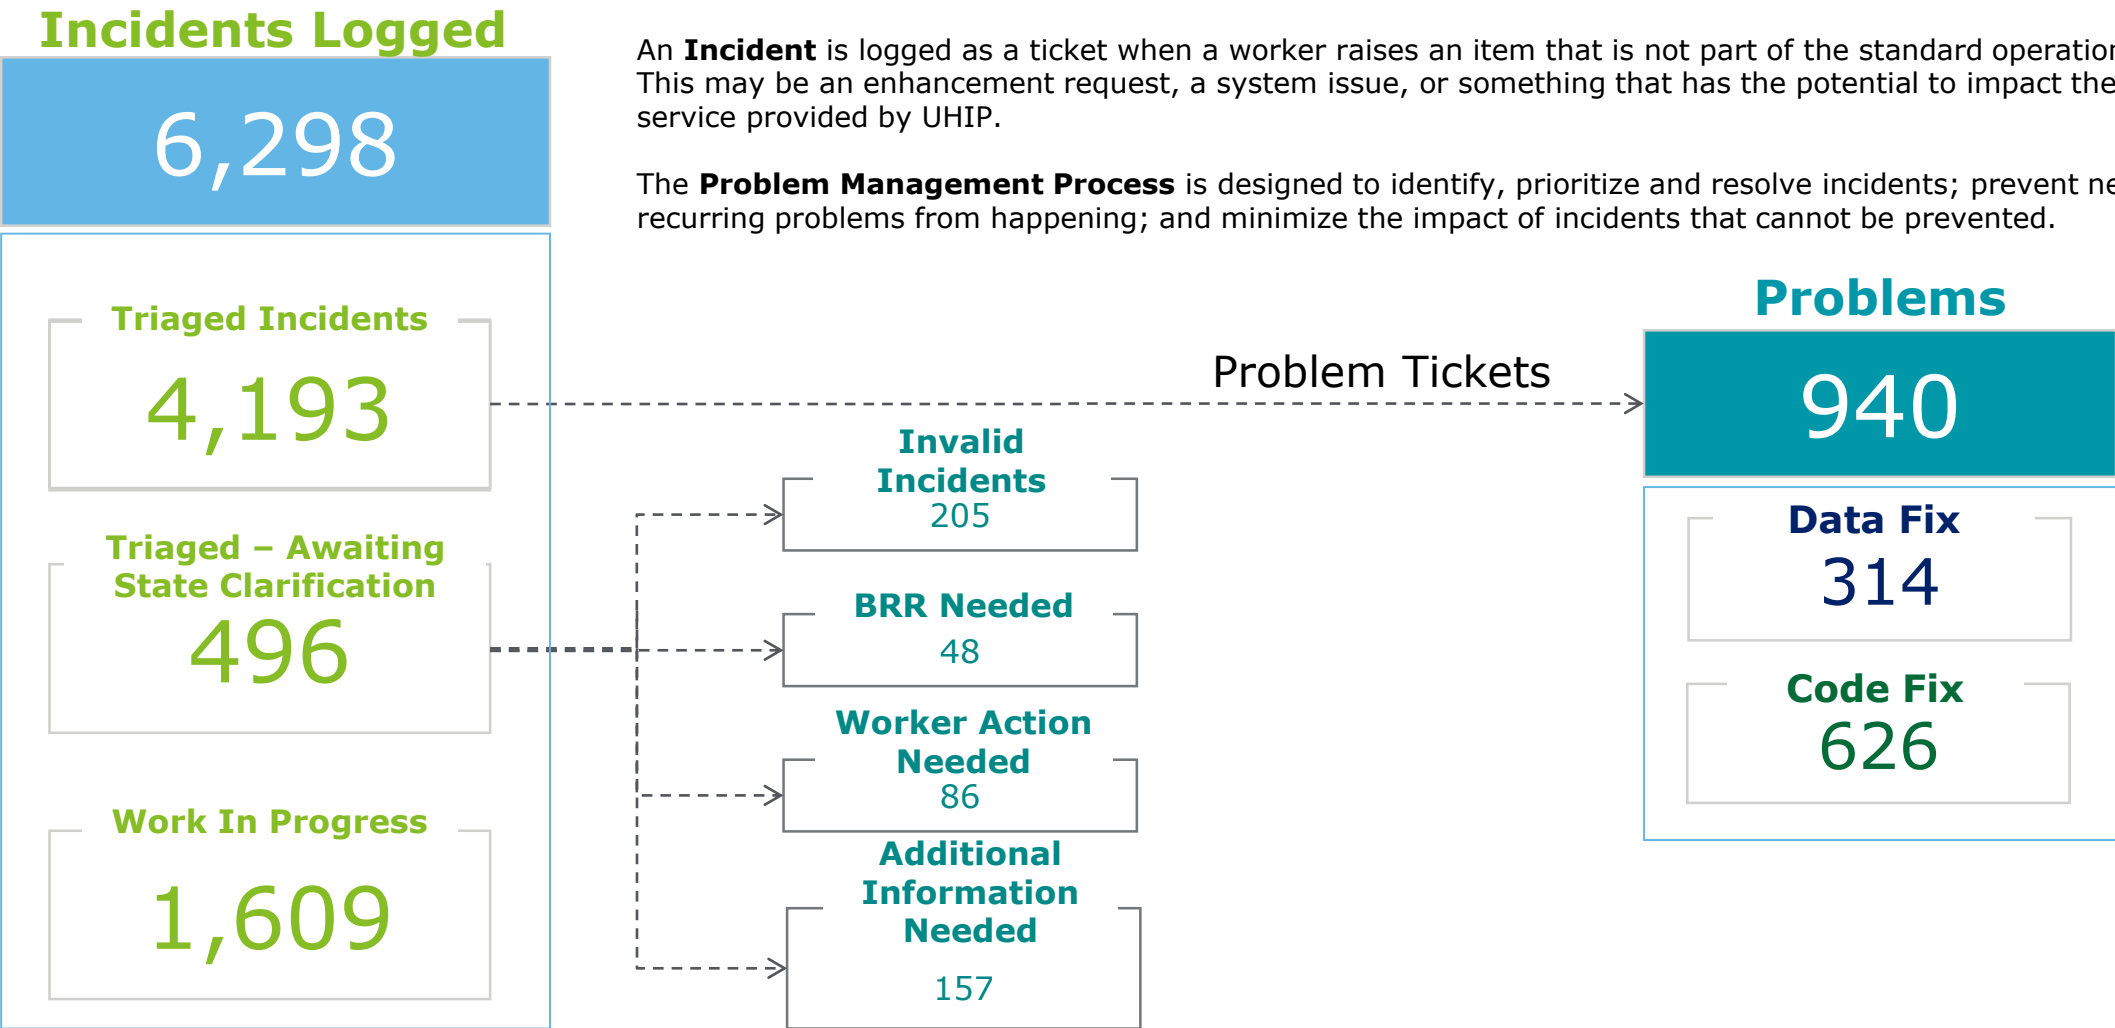 Incidents Logged
6,298
An Incident is logged as a ticket when a worker raises an item that is not part of the standard operation
This may be an enhancement request, a system issue, or something that has the potential to impact the
service provided by UHIP.
The Problem Management Process is designed to identify, prioritize and resolve incidents; prevent
recurring problems from happening; and minimize the impact of incidents that cannot be prevented.
Triaged Incidents
4,193
Triaged – Awaiting
State Clarification
496
Work In Progress
1,609
Problem Tickets
Invalid
Incidents
205
BRR Needed
48
Worker Action
Needed
86
Additional
Information
Needed
157
Problems
940
Data Fix
314
Code Fix
626